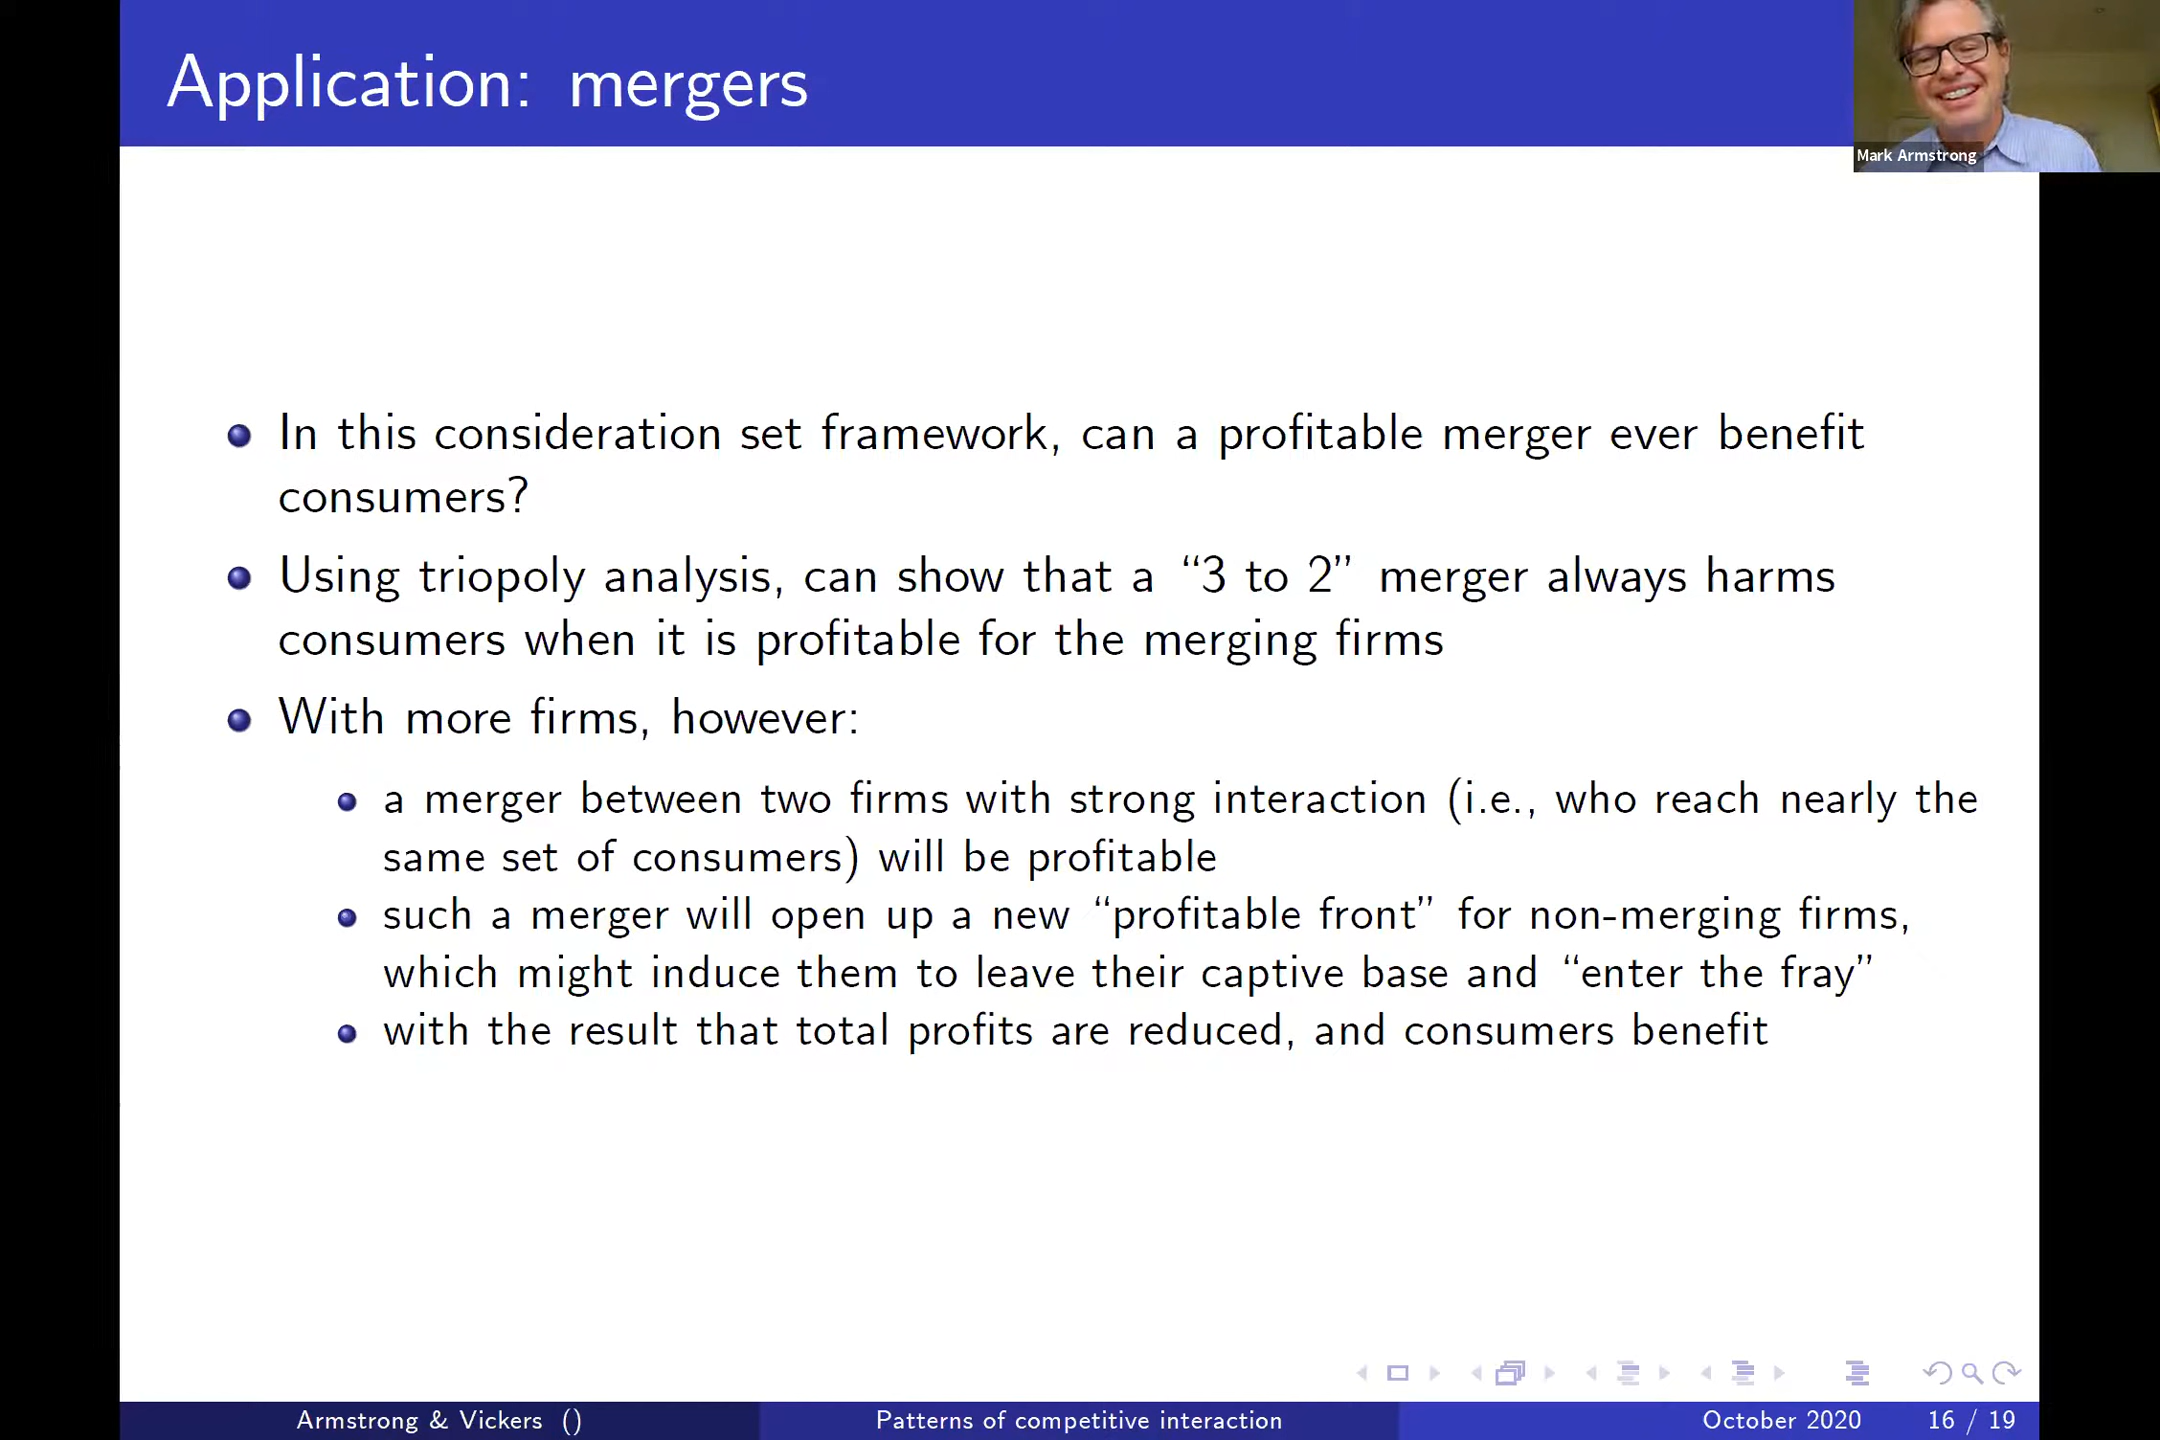 Application: mergers
Mark Armstrong
In this consideration set framework, can a profitable merger ever benefit
consumers?
Using triopoly analysis, can show that a “3 to 2” merger always harms
consumers when it is profitable for the merging firms
With more firms, however:
a merger between two firms with strong interaction (i.e., who reach nearly the
same set of consumers) will be profitable
such a merger will open up a new “profitable front” for non-merging firms,
which might induce them to leave their captive base and “enter the fray”
with the result that total profits are reduced, and consumers benefit
Armstrong & Vickers () Patterns of competitive interaction October 2020 16 / 19